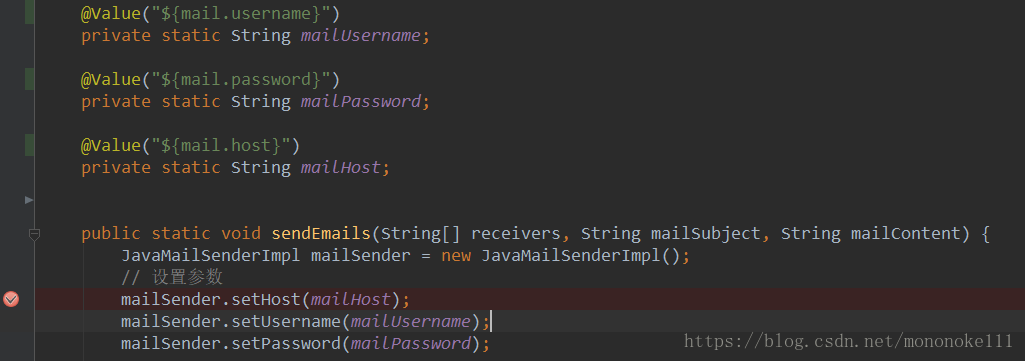 @Value("${mail.username}")
private static String mailUsername;
@Value("${mail.password}")
private static String mailPassword;
@Value("${mail.host}")
private static String mailHost;
public static void sendEmails(String[] receivers, String mailSubject, String mailContent) {
JavaMailSenderImpl mailSender = new JavaMailSenderImpl();
// 设置参数
mailSender.setHost(mailHost);
mailSender.setUsername(mailUsername);
mailSender.setPassword(mailPassword);
https://blog.csdn.net/mononoke111